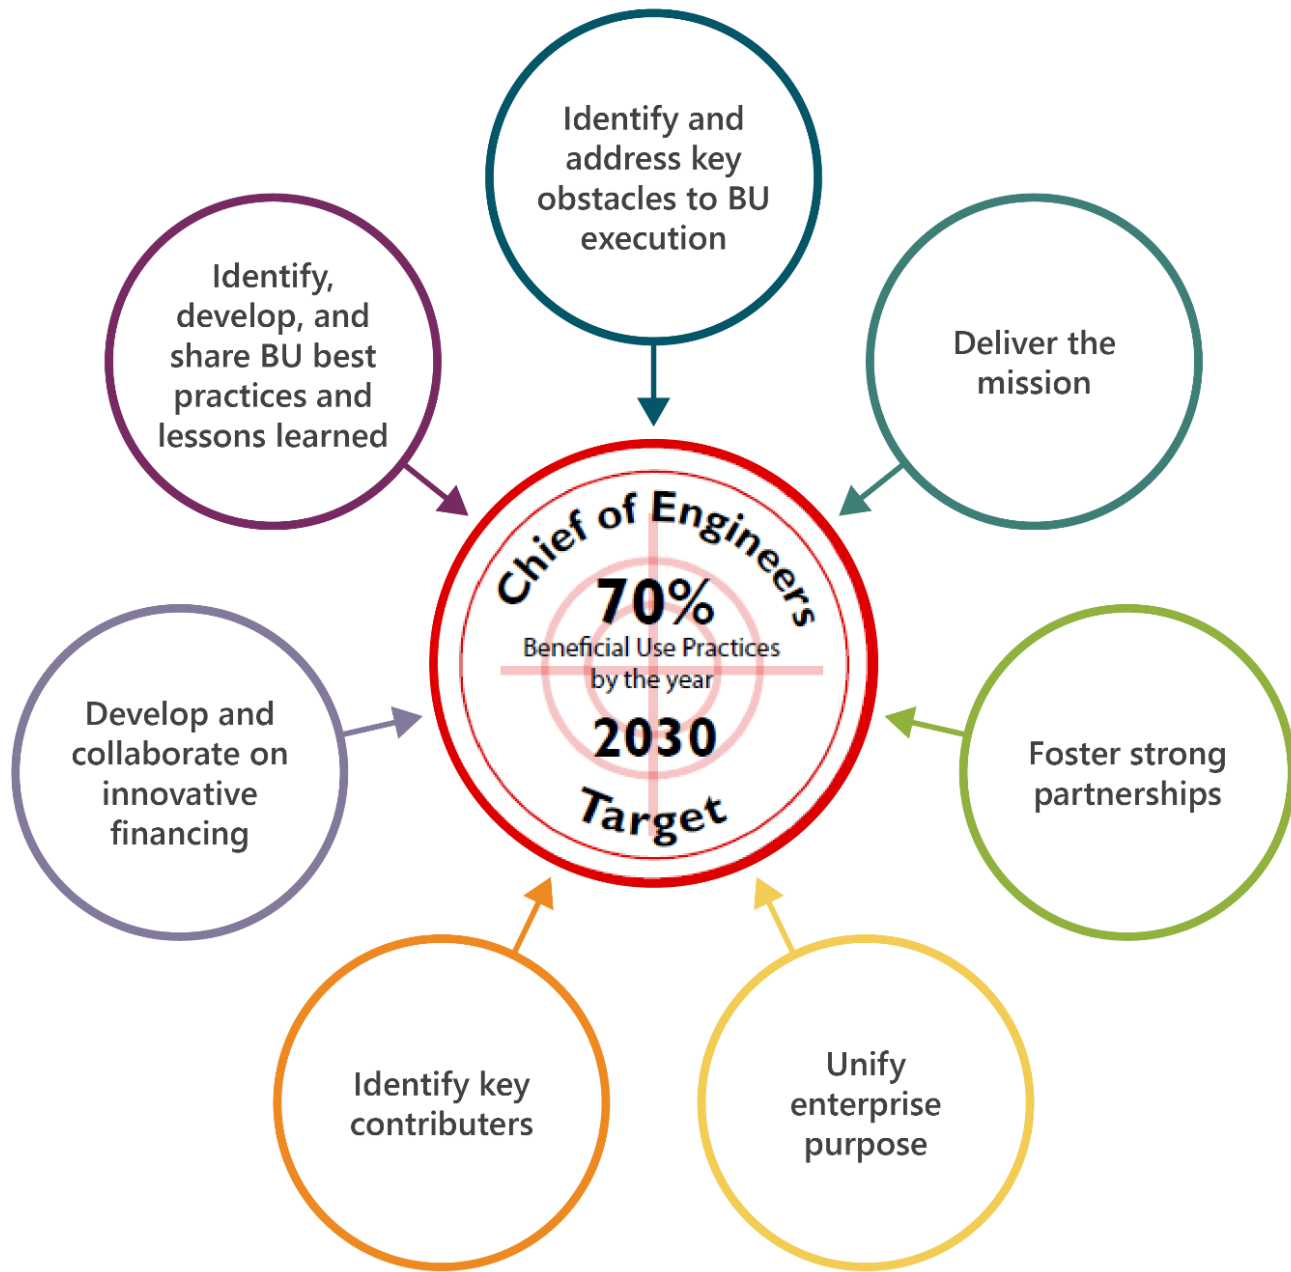 Identify and
address key
obstacles to BU
execution
Deliver the
mission
Foster strong
partnerships
Unify
enterprise
purpose
Identify key
contributers
Develop and
collaborate on
innovative
financing
Identify,
develop, and
share BU best
practices and
lessons learned
Chief of Engineers
70%
Beneficial Use Practices
by the year
2030
Target